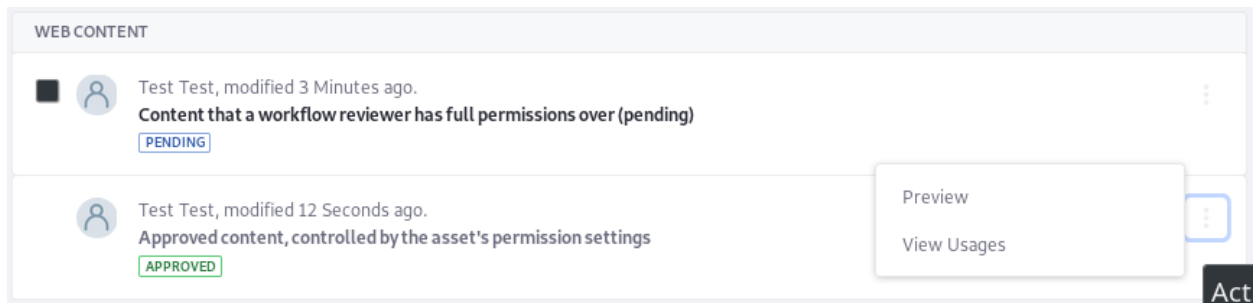 WEB CONTENT
Test Test, modified 3 Minutes ago.
Content that a workflow reviewer has full permissions over (pending)
PENDING
Test Test, modified 12 Seconds ago.
Approved content, controlled by the asset's permission settings
APPROVED
Preview
View Usages
Act